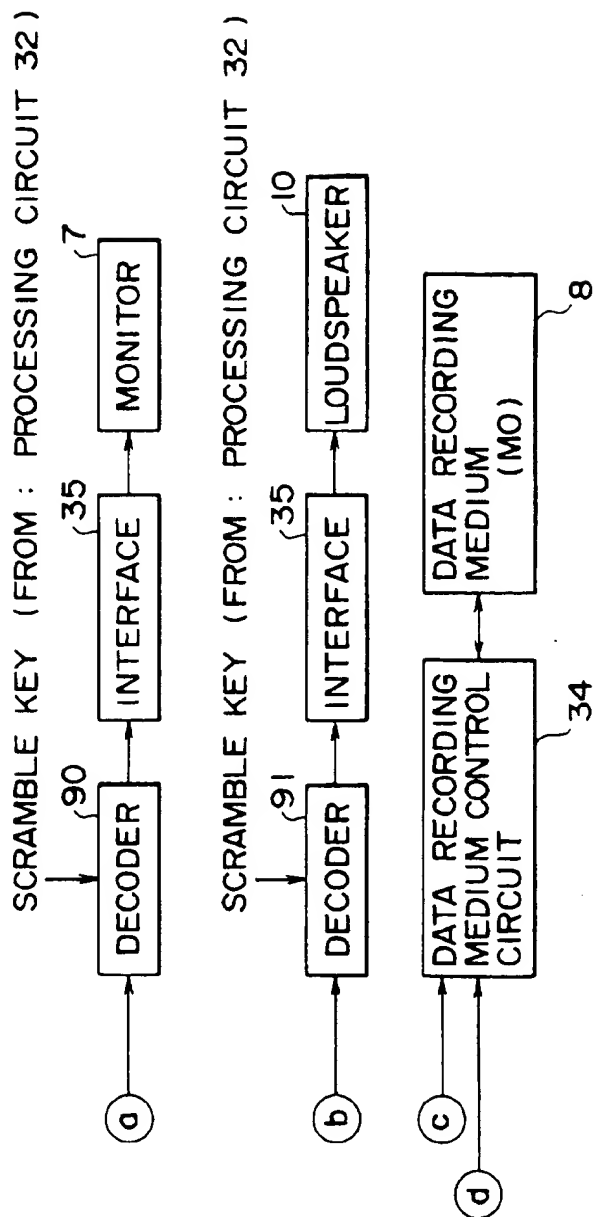 SCRAMBLE KEY (FROM : PROCESSING CIRCUIT 32)
90
35
7
a
DECODER
INTERFACE
MONITOR
SCRAMBLE KEY (FROM : PROCESSING CIRCUIT 32)
91
35
10
b
DECODER
INTERFACE
LOUDSPEAKER
c
d
DATA RECORDING
MEDIUM CONTROL
CIRCUIT
34
DATA RECORDING
MEDIUM
(MO)
8